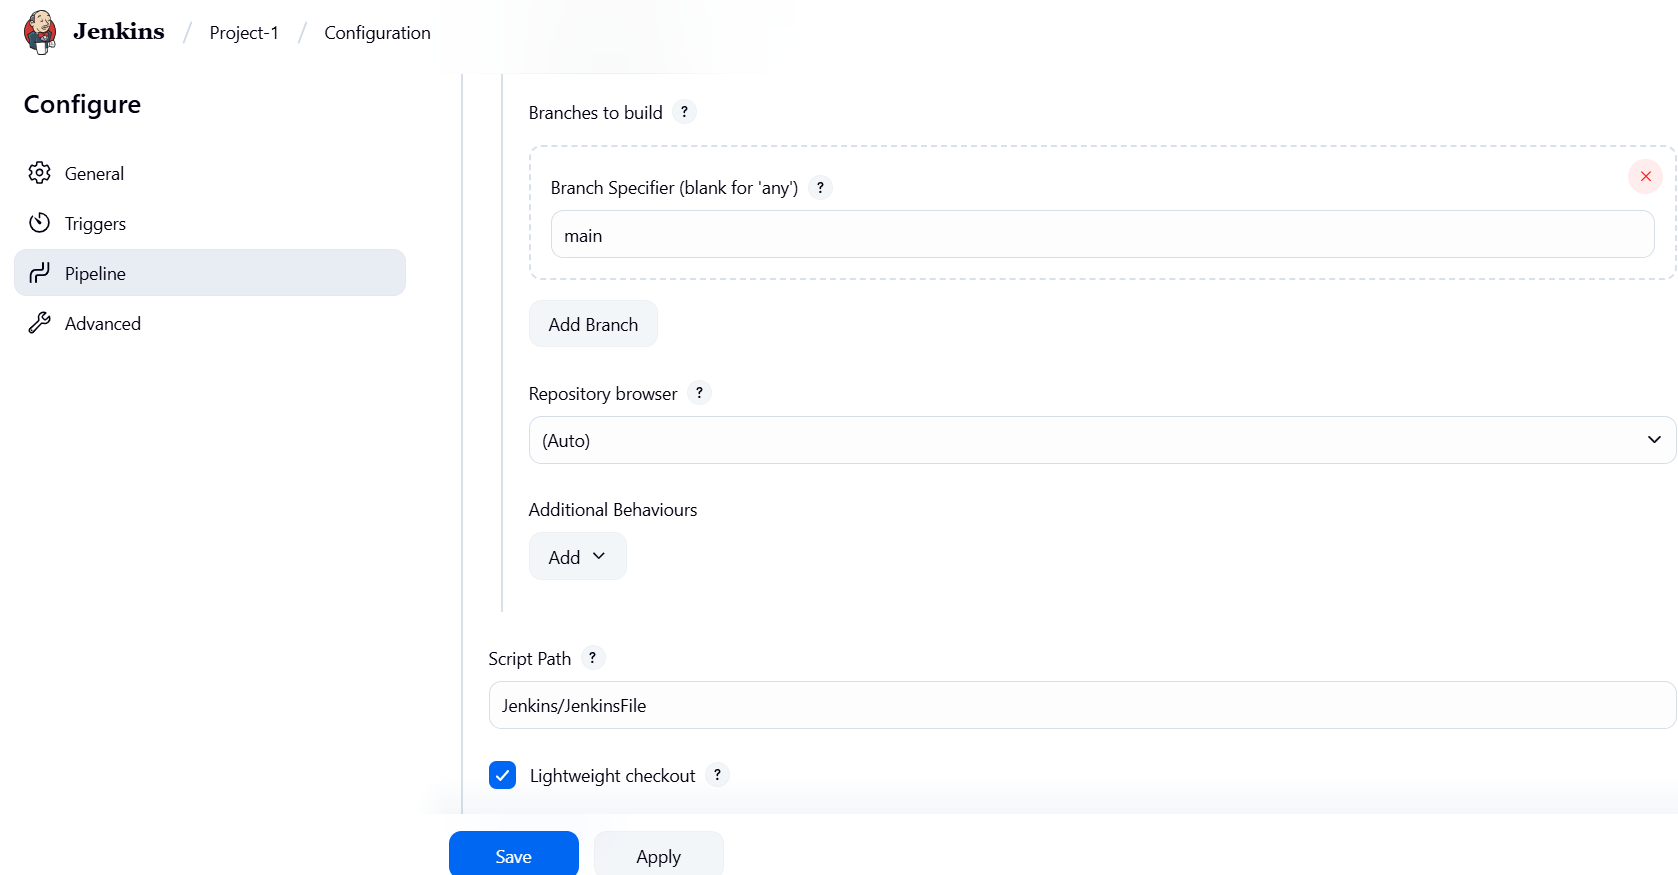 Jenkins / Project-1 / Configuration
Configure
General
Triggers
Pipeline
Advanced
Branches to build ?
Branch Specifier (blank for 'any') ?
main
Add Branch
Repository browser ?
(Auto)
Additional Behaviours
Add
Script Path ?
Jenkins/JenkinsFile
Lightweight checkout ?
Save Apply